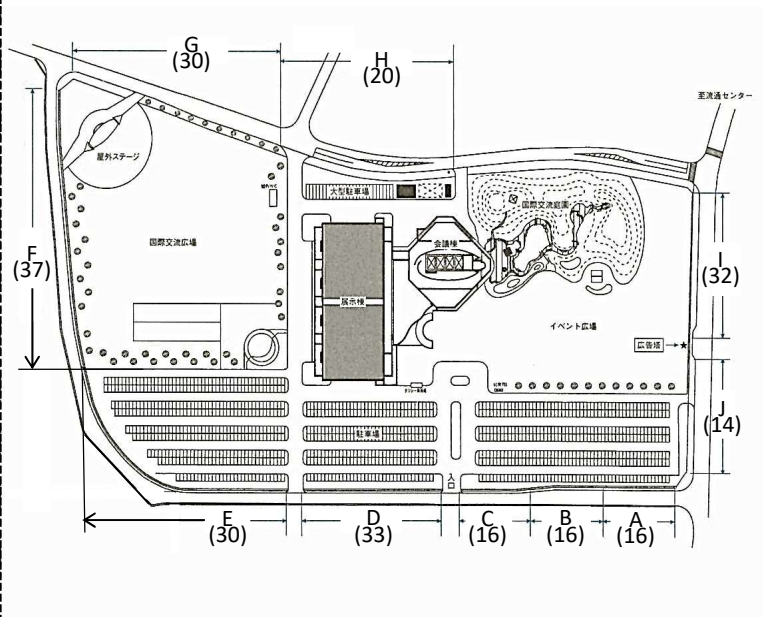 G
(30)
H
(20)
至流通センター
屋外ステージ
大型駐車場
国際交流庭園
国際交流広場
会議棟
F
(37)
I
(32)
展示棟
イベント広場
広告塔
★
J
(14)
駐車場
入口
E
(30)
D
(33)
C
(16)
B
(16)
A
(16)